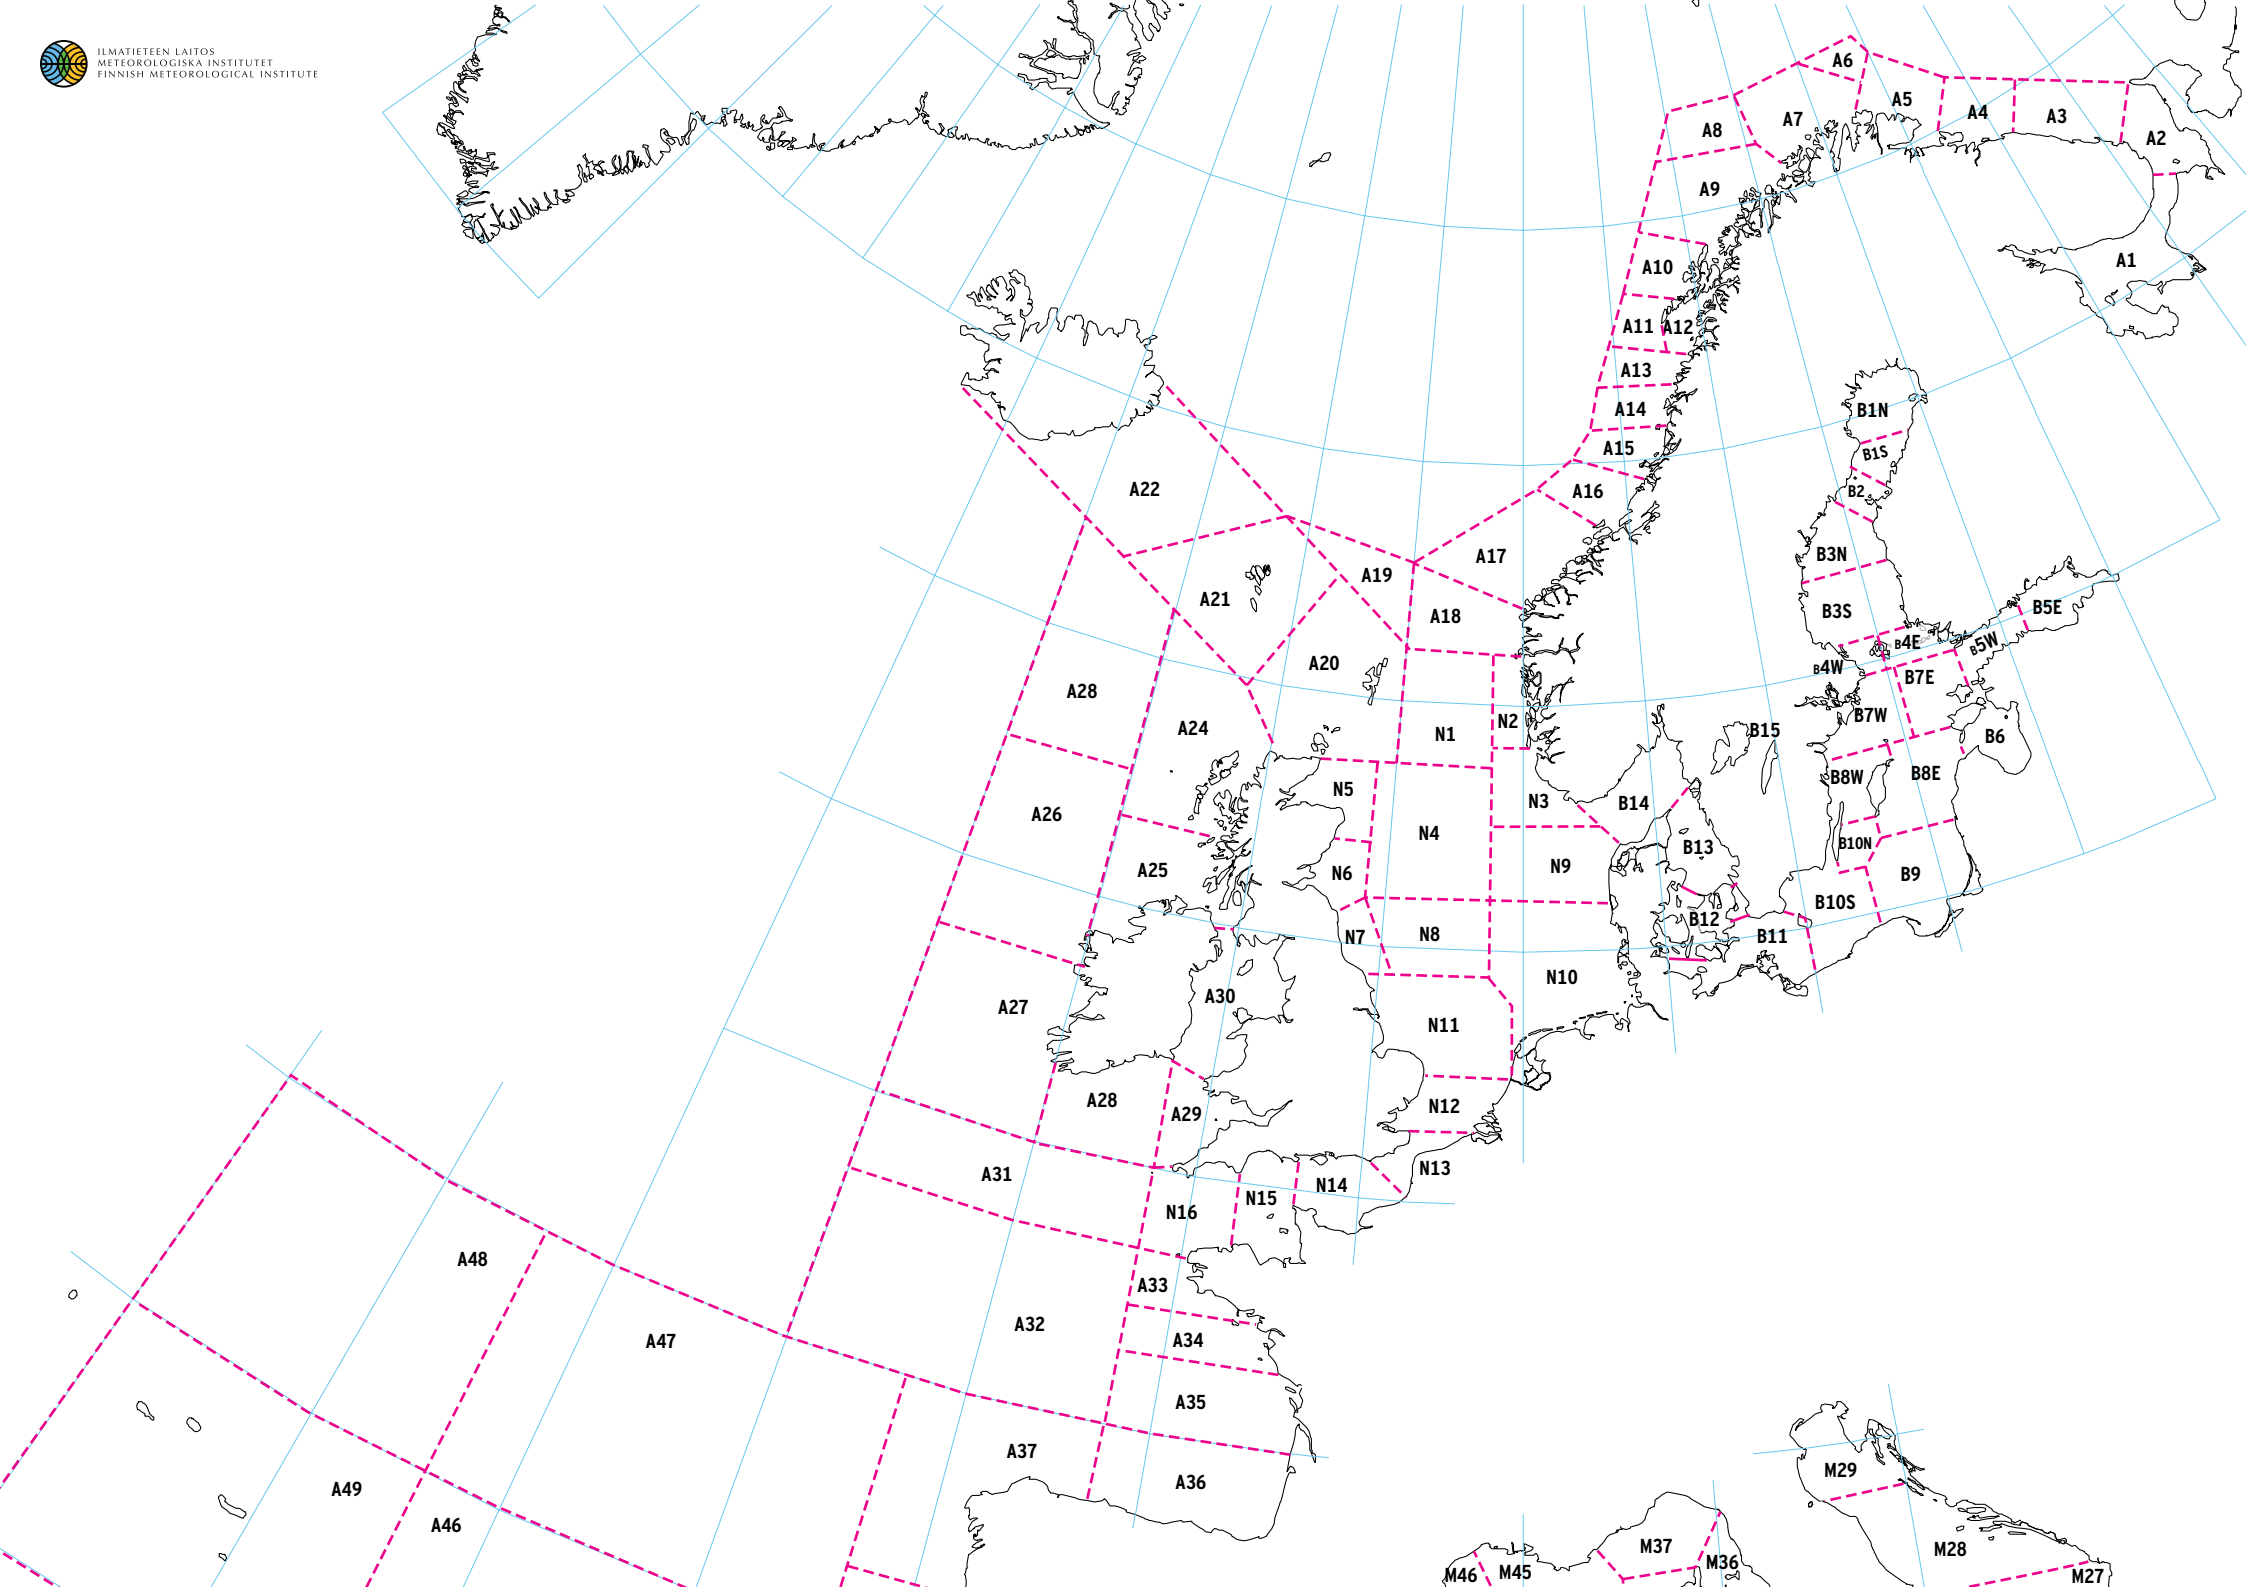 ILMATIETEEN LAITOS
METEOROLOGISKA INSTITUTET
FINNISH METEOROLOGICAL INSTITUTE
A6
A5
A4
A3
A7
A8
A2
A9
A1
A10
A11
A12
A13
A14
A15
A16
A17
A22
A19
A21
A18
A20
A28
A24
A26
A25
A27
A30
A28
A29
A31
A32
A33
A34
A35
A36
A37
A48
A47
A49
A46
N1
N2
N5
N3
N4
N6
N9
N7
N8
N10
N11
N12
N13
N14
N15
N16
B1N
B1S
B2
B3N
B3S
B5E
B4E
B5W
B4W
B7E
B7W
B6
B15
B8W
B8E
B14
B13
B10N
B9
B10S
B12
B11
M29
M28
M27
M37
M36
M46
M45